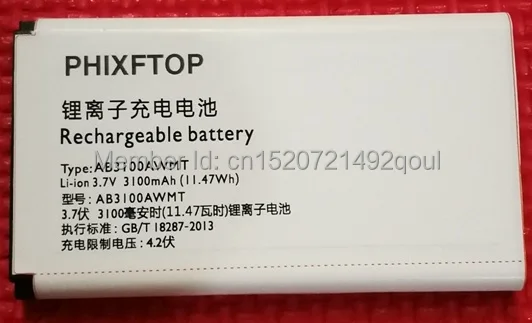 PHIXFTOP
锂离子充电电池
Rechargeable battery
Type: AB3100AWMT
Member Id: cn1520721492qoul
Li-ion 3.7V 3100mAh (11.47Wh)
型号: AB3100AWMT
3.7伏 3100毫安时(11.47瓦时)锂离子电池
执行标准: GB/T 18287-2013
充电限制电压: 4.2伏